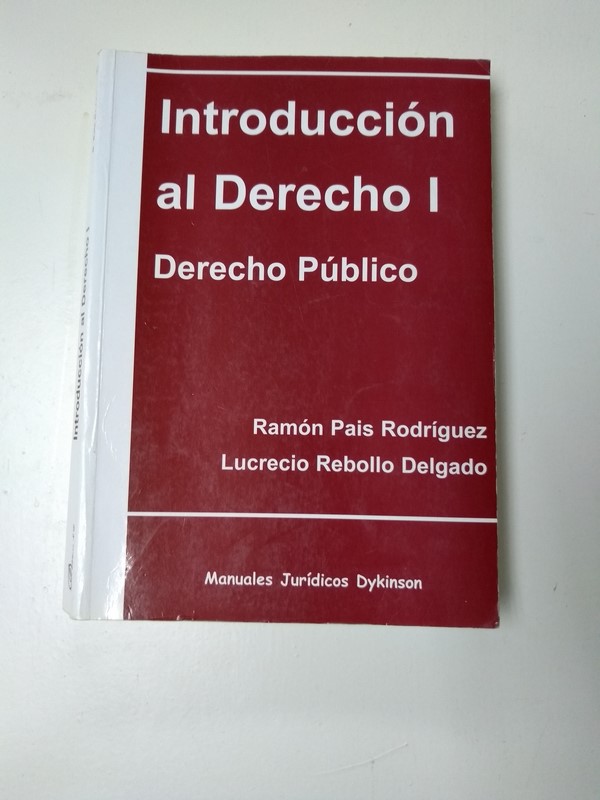 Introducción
al Derecho I
Derecho Público
Ramón Pais Rodríguez
Lucrecio Rebollo Delgado
Manuales Jurídicos Dykinson
Introducción al Derecho I